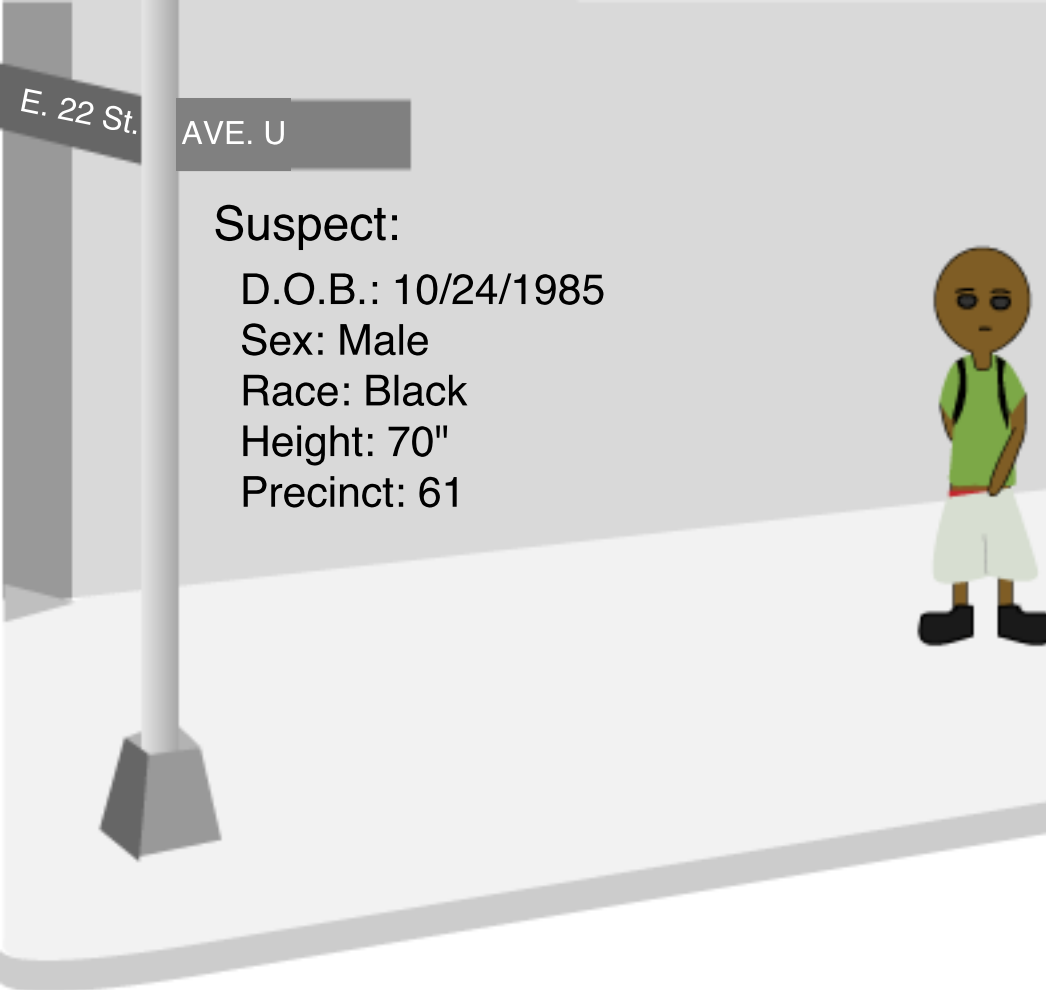 E. 22 St.
AVE. U
Suspect:
D.O.B.: 10/24/1985
Sex: Male
Race: Black
Height: 70"
Precinct: 61